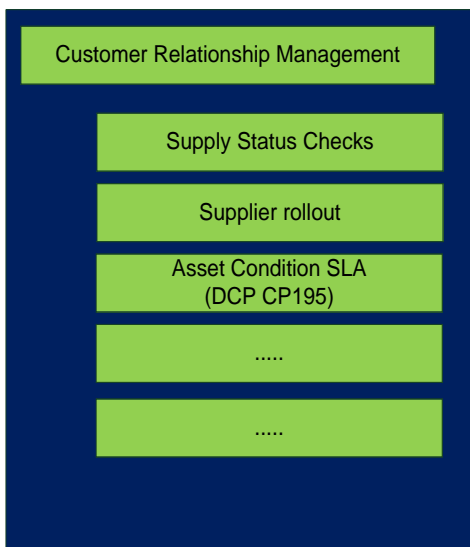 Customer Relationship Management
Supply Status Checks
Supplier rollout
Asset Condition SLA
(DCP CP195)
.....
.....